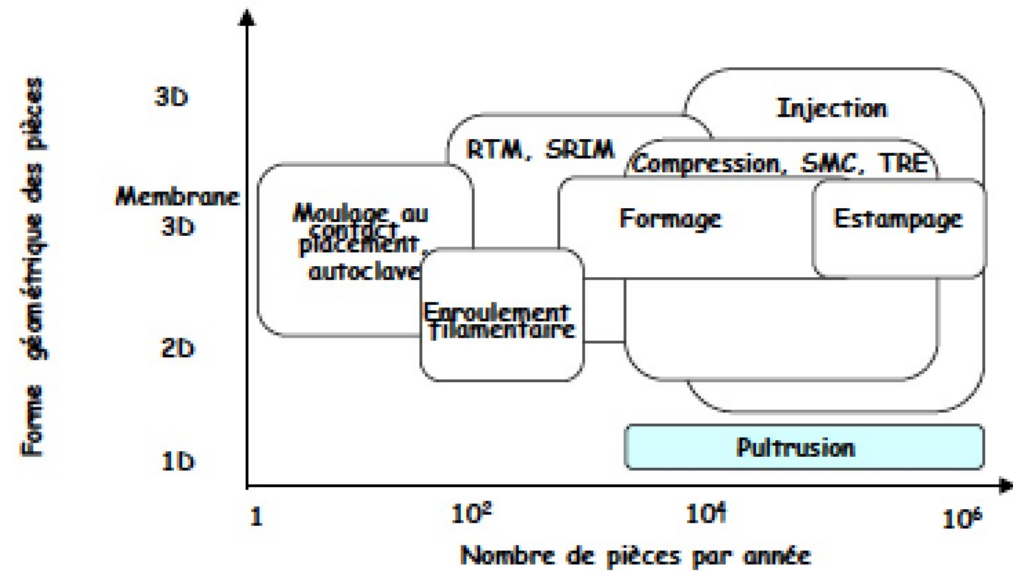 Forme géométrique des pièces
3D
Membrane
3D
2D
1D
Injection
RTM, SRIM
Compression, SMC, TRE
Moulage au
contact,
placement,
autoclave
Formage
Estampage
Enroulement
filamentaire
Pultrusion
1
10²
10⁴
10⁶
Nombre de pièces par année